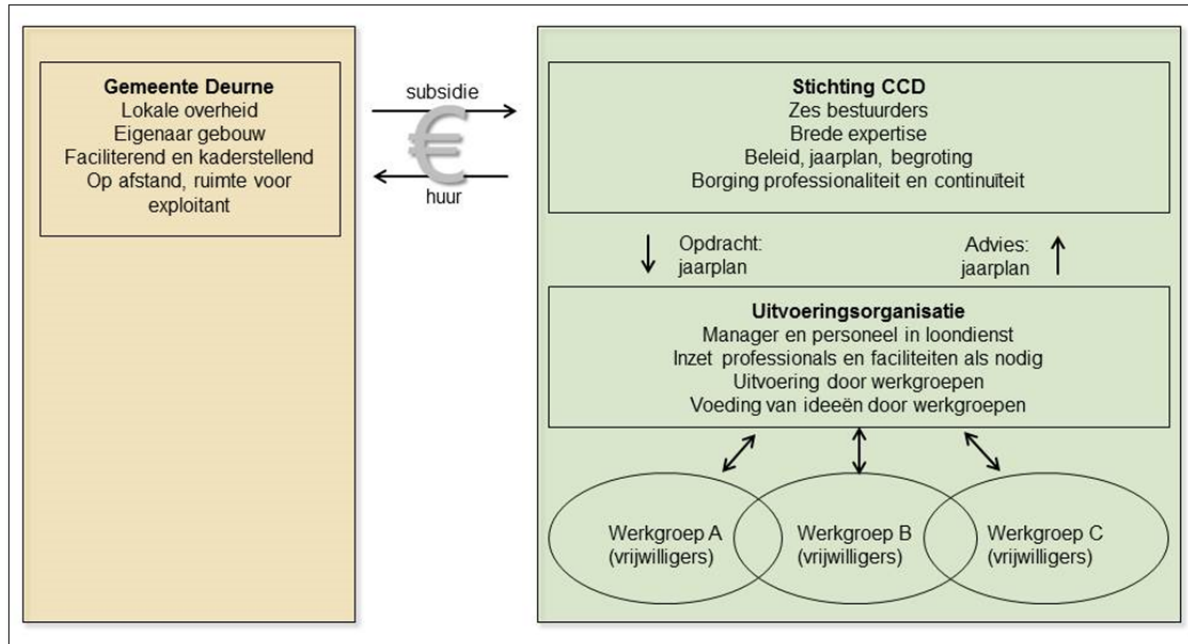 Gemeente Deurne
Lokale overheid
Eigenaar gebouw
Faciliterend en kaderstellend
Op afstand, ruimte voor
exploitant
subsidie
€
huur
Stichting CCD
Zes bestuurders
Brede expertise
Beleid, jaarplan, begroting
Borging professionaliteit en continuïteit
Opdracht:
jaarplan
Advies:
jaarplan
Uitvoeringsorganisatie
Manager en personeel in loondienst
Inzet professionals en faciliteiten als nodig
Uitvoering door werkgroepen
Voeding van ideeën door werkgroepen
Werkgroep A
(vrijwilligers)
Werkgroep B
(vrijwilligers)
Werkgroep C
(vrijwilligers)